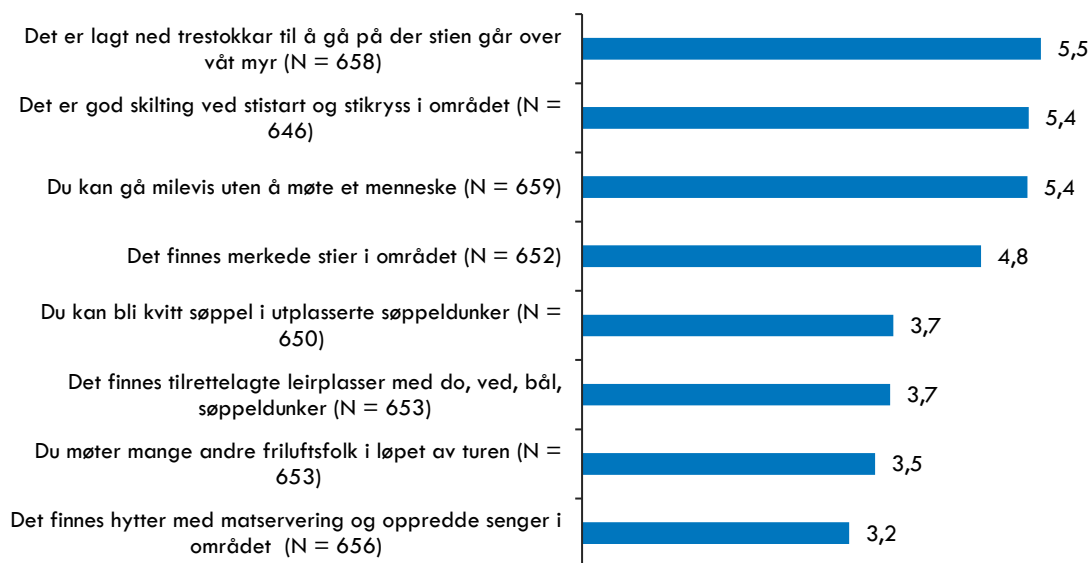 Det er lagt ned trestokkar til å gå på der stien går over
våt myr (N = 658)
5,5
Det er god skilting ved stistart og stikryss i området (N =
646)
5,4
Du kan gå milevis uten å møte et menneske (N = 659)
5,4
Det finnes merkede stier i området (N = 652)
4,8
Du kan bli kvitt søppel i utplasserte søppeldunker (N =
650)
3,7
Det finnes tilrettelagte leirplasser med do, ved, bål,
søppeldunker (N = 653)
3,7
Du møter mange andre friluftsfolk i løpet av turen (N =
653)
3,5
Det finnes hytter med matservering og oppredde senger i
området (N = 656)
3,2